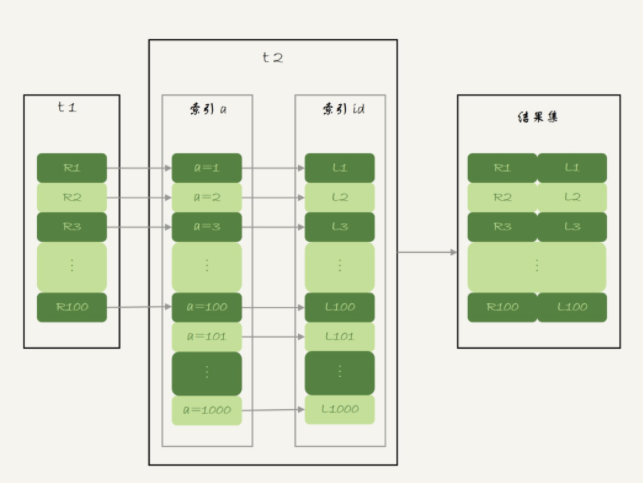 t2
t1
索引 a
索引 id
结果集
R1
a=1
L1
R1
L1
R2
a=2
L2
R2
L2
R3
a=3
L3
R3
L3
⋮
⋮
⋮
⋮
R100
a=100
L100
R100
L100
a=101
L101
⋮
⋮
a=1000
L1000